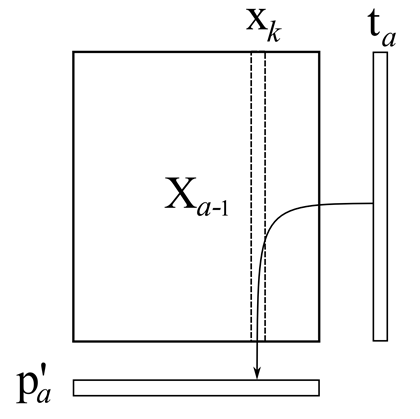 x_k
t_a
X_{a-1}
p'_a